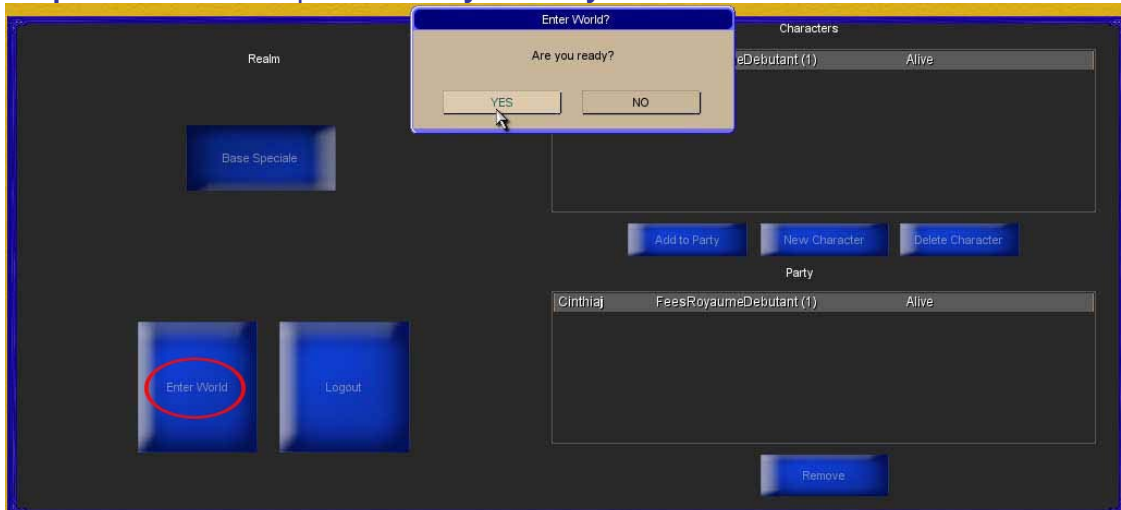 Enter World?
Are you ready?
YES NO
Realm
Base Speciale
Enter World
Logout
Characters
eDebutant (1) Alive
Add to Party New Character Delete Character
Party
Cinthiaj FeesRoyaumeDebutant (1) Alive
Remove